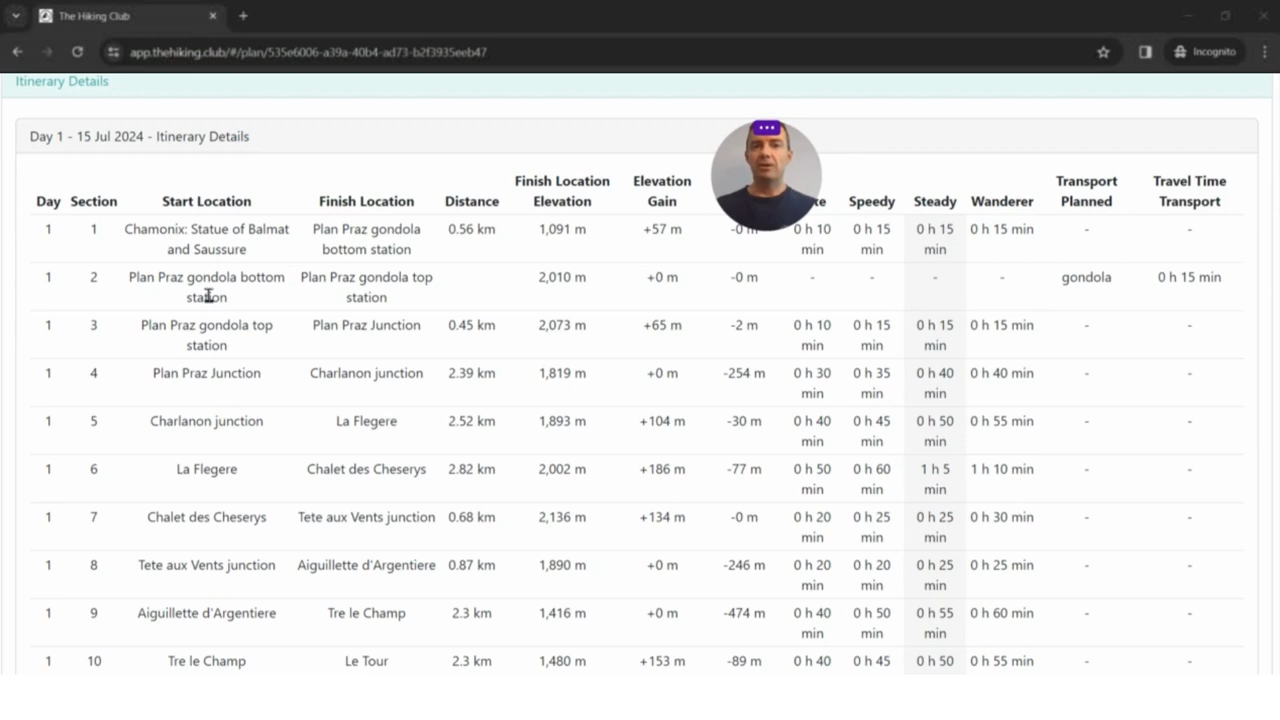 The Hiking Club
app.thehiking.club/#/plan/535e6006-a39a-40b4-ad73-b2f3935eeb47
Incognito
Itinerary Details
Day 1 - 15 Jul 2024 - Itinerary Details
Finish Location Elevation Transport Travel Time
Day Section Start Location Finish Location Distance Elevation Gain Speedy Steady Wanderer Planned Transport
1 1 Chamonix: Statue of Balmat Plan Praz gondola 0.56 km 1,091 m +57 m -0 m 0 h 10 0 h 15 0 h 15 0 h 15 min - -
and Saussure bottom station min min min
1 2 Plan Praz gondola bottom Plan Praz gondola top 2,010 m +0 m -0 m - - - - gondola 0 h 15 min
station station
1 3 Plan Praz gondola top Plan Praz Junction 0.45 km 2,073 m +65 m -2 m 0 h 10 0 h 15 0 h 15 0 h 15 min - -
station min min min
1 4 Plan Praz Junction Charlanon junction 2.39 km 1,819 m +0 m -254 m 0 h 30 0 h 35 0 h 40 0 h 40 min - -
min min min
1 5 Charlanon junction La Flegere 2.52 km 1,893 m +104 m -30 m 0 h 40 0 h 45 0 h 50 0 h 55 min - -
min min min
1 6 La Flegere Chalet des Cheserys 2.82 km 2,002 m +186 m -77 m 0 h 50 0 h 60 1 h 5 1 h 10 min - -
min min min
1 7 Chalet des Cheserys Tete aux Vents junction 0.68 km 2,136 m +134 m -0 m 0 h 20 0 h 25 0 h 25 0 h 30 min - -
min min min
1 8 Tete aux Vents junction Aiguillette d'Argentiere 0.87 km 1,890 m +0 m -246 m 0 h 20 0 h 20 0 h 25 0 h 25 min - -
min min min
1 9 Aiguillette d'Argentiere Tre le Champ 2.3 km 1,416 m +0 m -474 m 0 h 40 0 h 50 0 h 55 0 h 60 min - -
min min min
1 10 Tre le Champ Le Tour 2.3 km 1,480 m +153 m -89 m 0 h 40 0 h 45 0 h 50 0 h 55 min - -